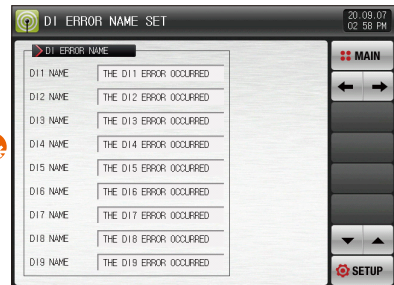 DI ERROR NAME SET
20.09.07
02 58 PM
DI ERROR NAME
MAIN
DI1 NAME THE DI1 ERROR OCCURRED
DI2 NAME THE DI2 ERROR OCCURRED
DI3 NAME THE DI3 ERROR OCCURRED
DI4 NAME THE DI4 ERROR OCCURRED
DI5 NAME THE DI5 ERROR OCCURRED
DI6 NAME THE DI6 ERROR OCCURRED
DI7 NAME THE DI7 ERROR OCCURRED
DI8 NAME THE DI8 ERROR OCCURRED
DI9 NAME THE DI9 ERROR OCCURRED
SETUP